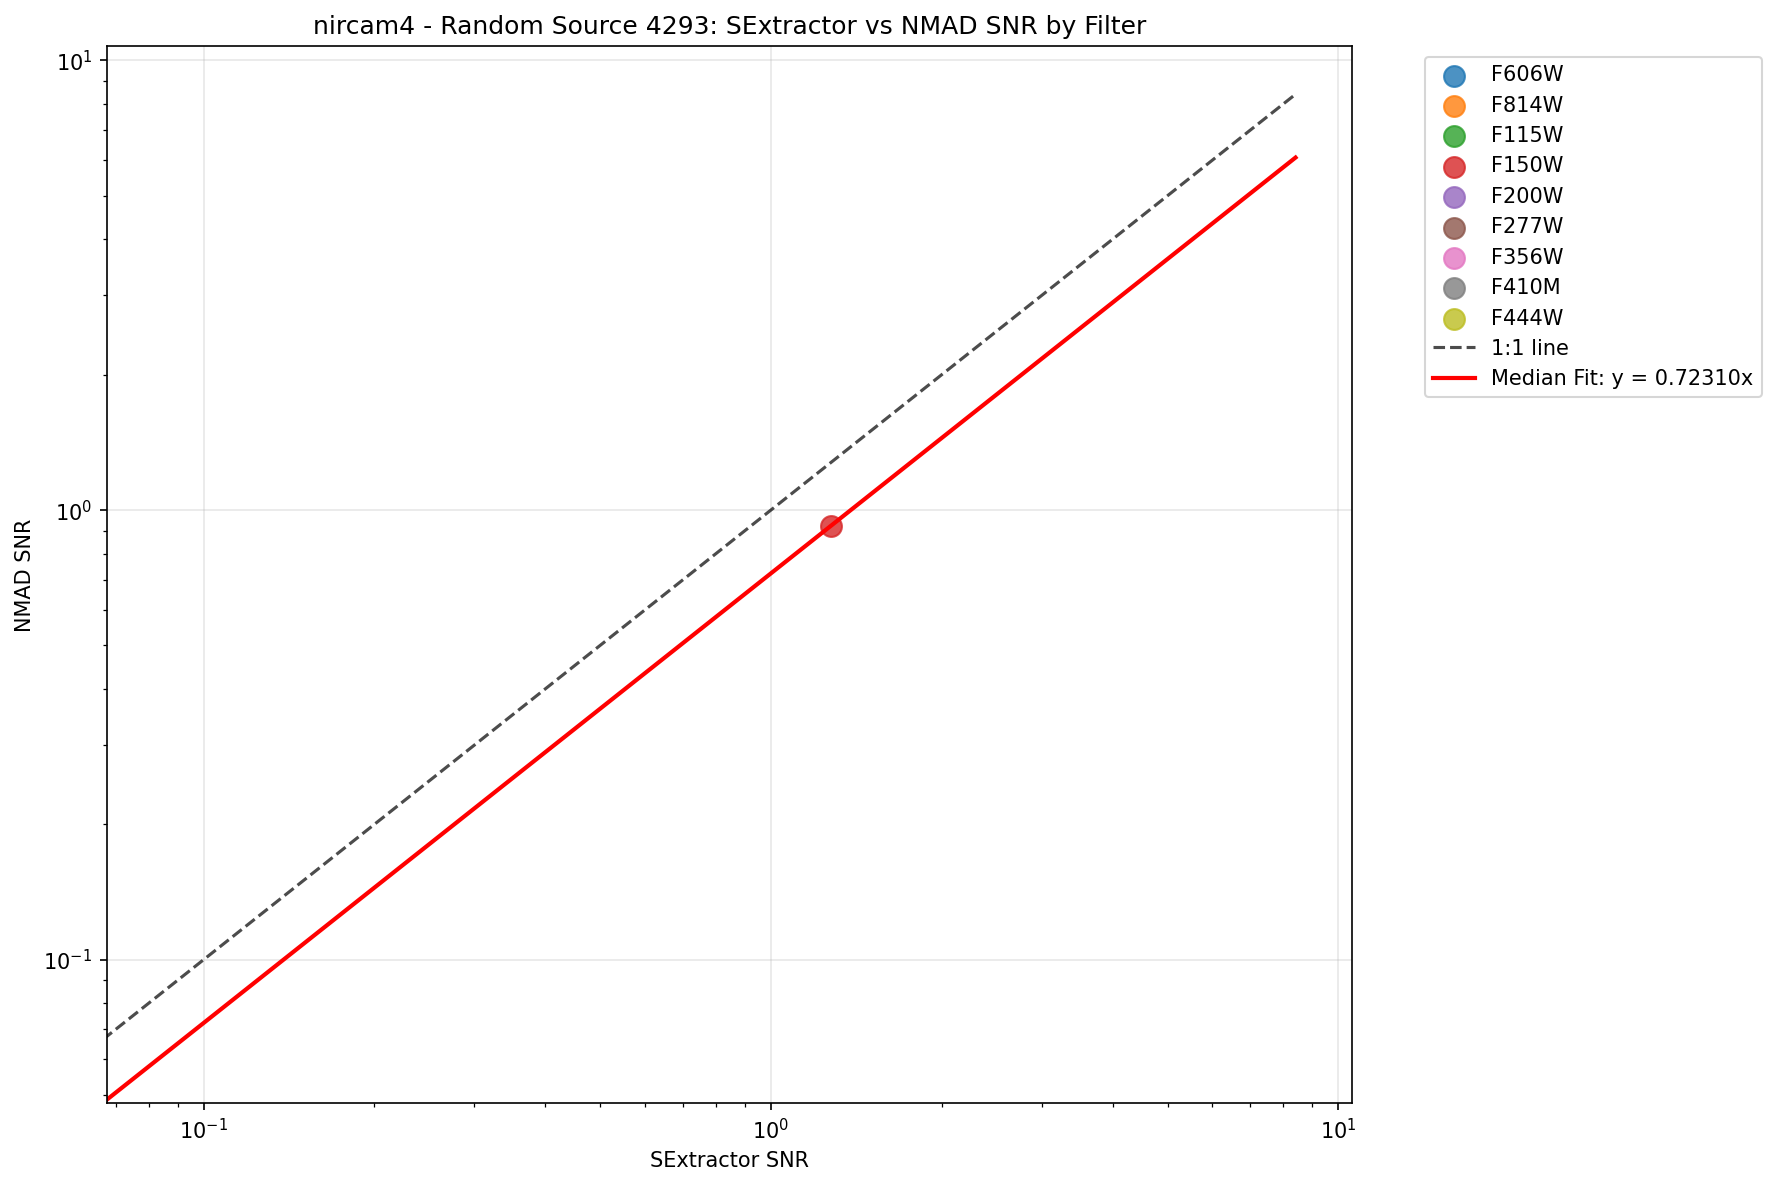 nircam4 - Random Source 4293: SExtractor vs NMAD SNR by Filter
NMAD SNR
10¹
10⁰
10⁻¹
10⁻¹
10⁰
10¹
SExtractor SNR
F606W
F814W
F115W
F150W
F200W
F277W
F356W
F410M
F444W
1:1 line
Median Fit: y = 0.72310x